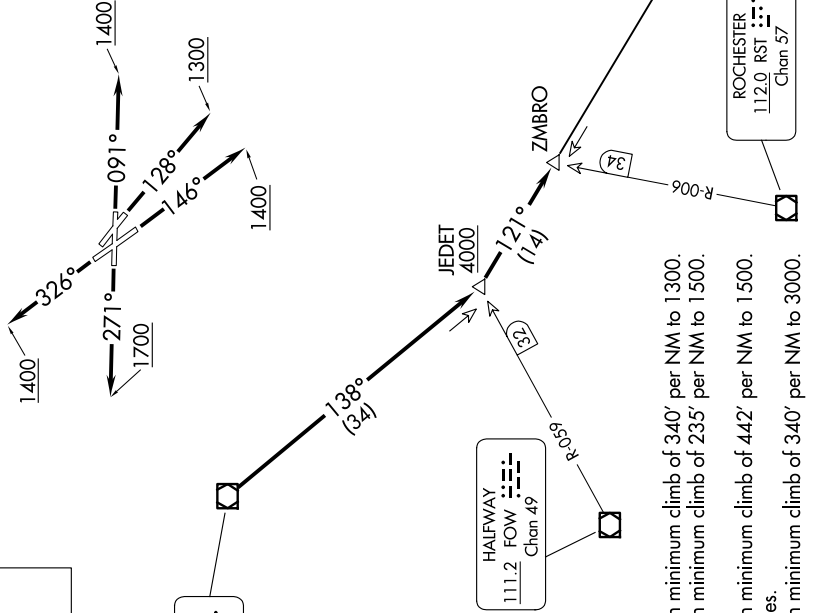 1400
1300
091°
128°
146°
326°
1400
271°
1400
1700
JEDET
4000
ZMBRO
121°
(14)
138°
(34)
34
R-006
32
R-059
ROCHESTER
112.0 RST
Chan 57
HALFWAY
111.2 FOW
Chan 49
minimum climb of 340' per NM to 1300.
minimum climb of 235' per NM to 1500.
minimum climb of 442' per NM to 1500.
minimum climb of 340' per NM to 3000.